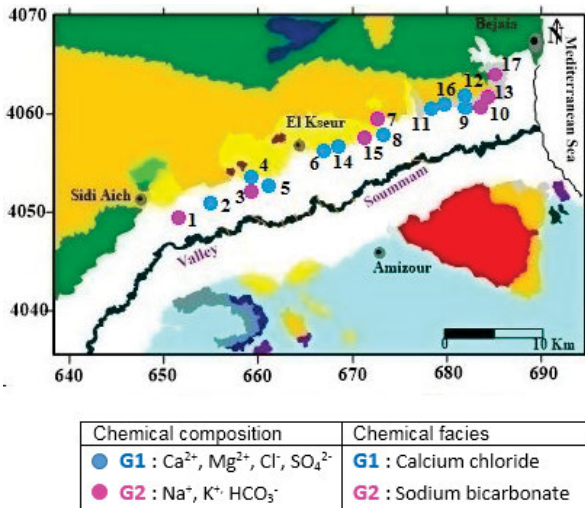 4070
4060
4050
4040
Bejaia
N
Mediterranean Sea
17
12
13
16
11
9
10
7
El Kseur
8
6
14
15
4
Sidi Aich
3
5
2
1
Soummam
Valley
Amizour
0 10 Km
640 650 660 670 680 690
Chemical composition Chemical facies
G1 : Ca²⁺, Mg²⁺, Cl⁻, SO₄²⁻ G1 : Calcium chloride
G2 : Na⁺, K⁺, HCO₃⁻ G2 : Sodium bicarbonate